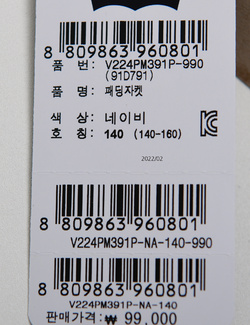 8 809863 960801
품 번: V224PM391P-990
(91D791)
품 명: 패딩자켓
색 상: 네이비
호 칭: 140 (140-160)
2022/02
8 809863 960801
V224PM391P-NA-140-990
8 809863 960801
V224PM391P-NA-140
판매가격: ₩ 99,000